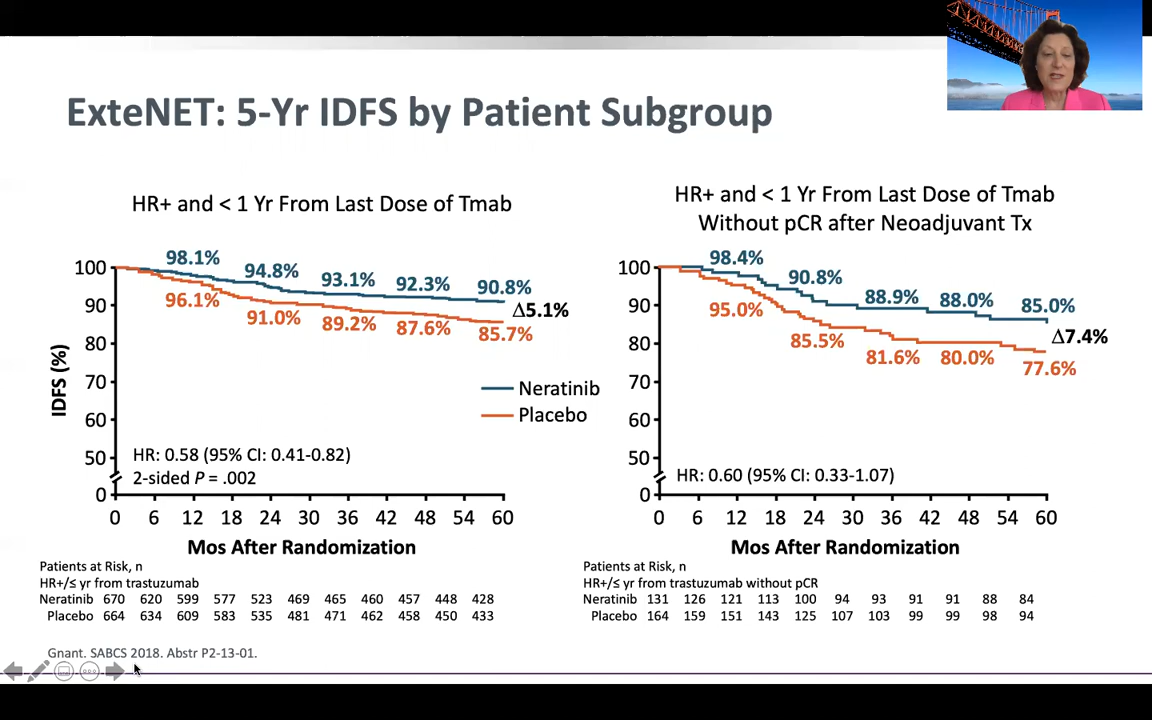 ExteNET: 5-Yr IDFS by Patient Subgroup
HR+ and < 1 Yr From Last Dose of Tmab
IDFS (%)
100
90
80
70
60
50
0
98.1%
94.8%
93.1%
92.3%
90.8%
96.1%
91.0%
89.2%
87.6%
85.7%
Δ5.1%
Neratinib
Placebo
HR: 0.58 (95% CI: 0.41-0.82)
2-sided P = .002
0 6 12 18 24 30 36 42 48 54 60
Mos After Randomization
Patients at Risk, n
HR+/≤ yr from trastuzumab
Neratinib 670 620 599 577 523 469 465 460 457 448 428
Placebo 664 634 609 583 535 481 471 462 458 450 433
HR+ and < 1 Yr From Last Dose of Tmab
Without pCR after Neoadjuvant Tx
100
90
80
70
60
50
0
98.4%
90.8%
88.9%
88.0%
85.0%
95.0%
85.5%
81.6%
80.0%
77.6%
Δ7.4%
HR: 0.60 (95% CI: 0.33-1.07)
0 6 12 18 24 30 36 42 48 54 60
Mos After Randomization
Patients at Risk, n
HR+/≤ yr from trastuzumab without pCR
Neratinib 131 126 121 113 100 94 93 91 91 88 84
Placebo 164 159 151 143 125 107 103 99 99 98 94
Gnant. SABCS 2018. Abstr P2-13-01.